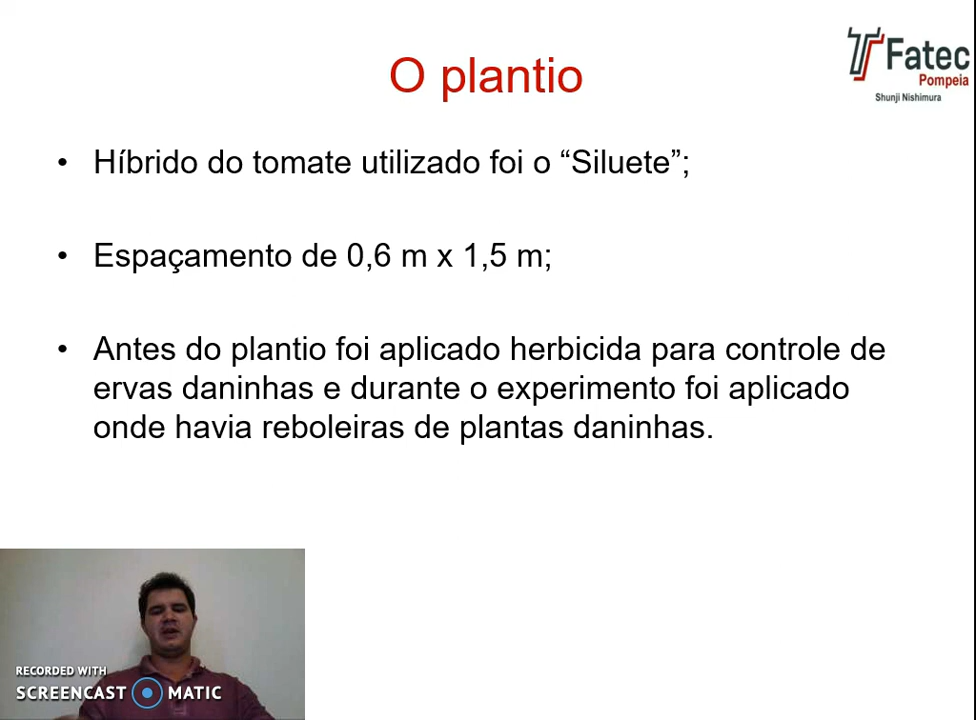 O plantio
Fatec
Pompeia
Shunji Nishimura
• Híbrido do tomate utilizado foi o “Siluete”;
• Espaçamento de 0,6 m x 1,5 m;
• Antes do plantio foi aplicado herbicida para controle de
ervas daninhas e durante o experimento foi aplicado
onde havia reboleiras de plantas daninhas.
RECORDED WITH
SCREENCAST MATIC